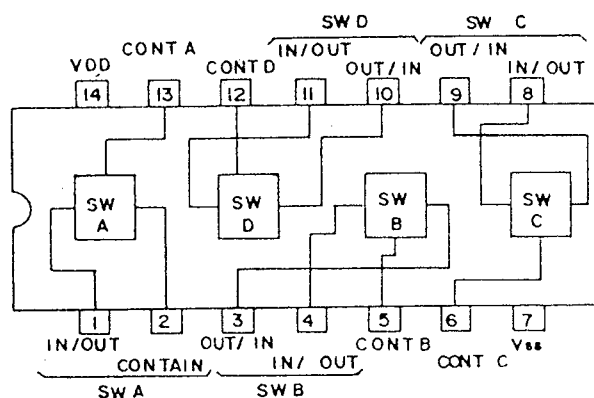 SW D SW C
CONT A IN/OUT OUT/IN
VDD CONT D OUT/IN IN/OUT
14 13 12 11 10 9 8
SW A
SW D
SW B
SW C
1 2 3 4 5 6 7
IN/OUT OUT/IN CONT B Vss
CONTAIN IN/OUT CONT C
SW A SW B